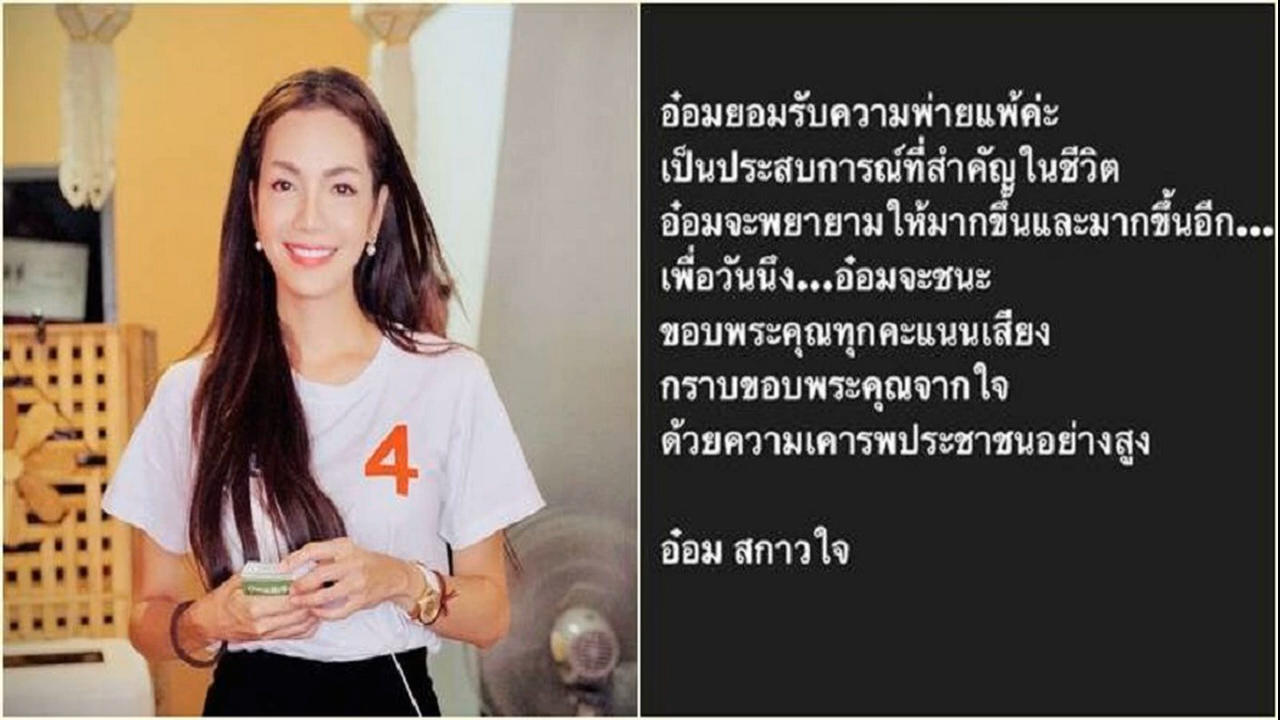 4
อ๋อมยอมรับความพ่ายแพ้ค่ะ
เป็นประสบการณ์ที่สำคัญในชีวิต
อ๋อมจะพยายามให้มากขึ้นและมากขึ้นอีก...
เพื่อวันนึง...อ๋อมจะชนะ
ขอบพระคุณทุกคะแนนเสียง
กราบขอบพระคุณจากใจ
ด้วยความเคารพประชาชนอย่างสูง
อ๋อม สกาวใจ